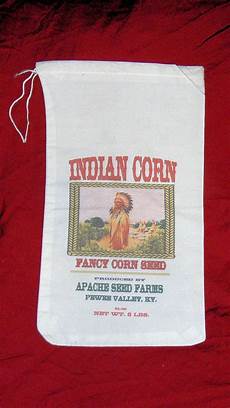 INDIAN CORN
FANCY CORN SEED
PRODUCED BY
APACHE SEED FARMS
PEWEE VALLEY, KY.
NET WT. 5 LBS.